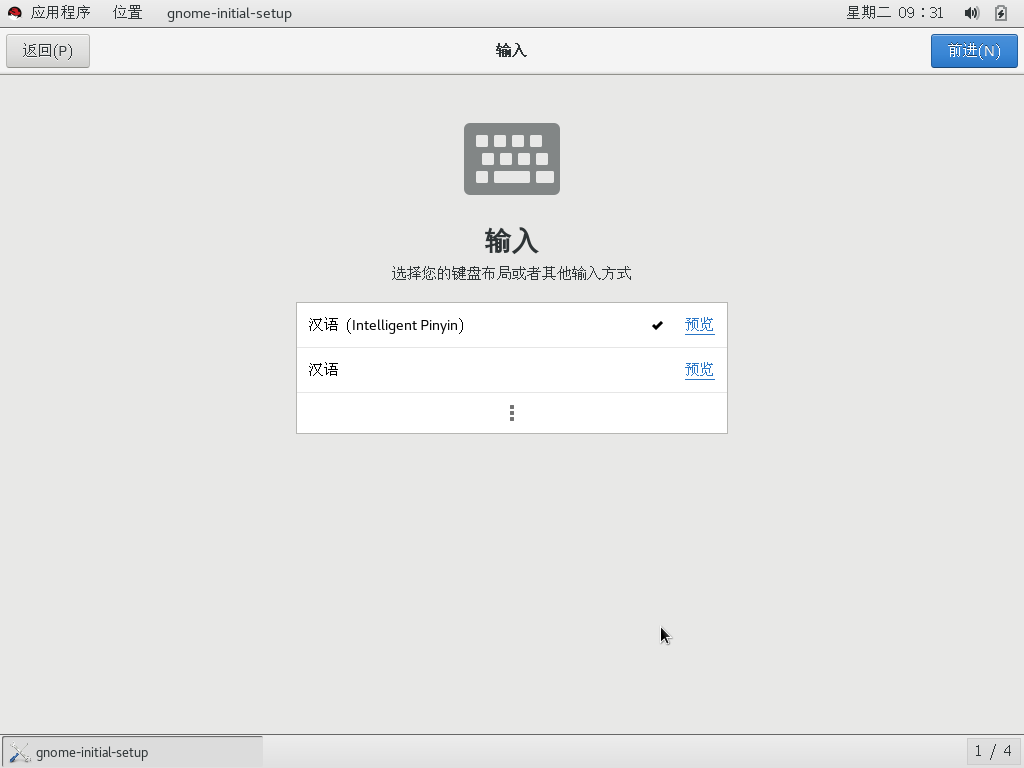 应用程序 位置 gnome-initial-setup 星期二 09:31
返回(P) 输入 前进(N)
输入
选择您的键盘布局或者其他输入方式
汉语 (Intelligent Pinyin) 预览
汉语 预览
gnome-initial-setup 1 / 4